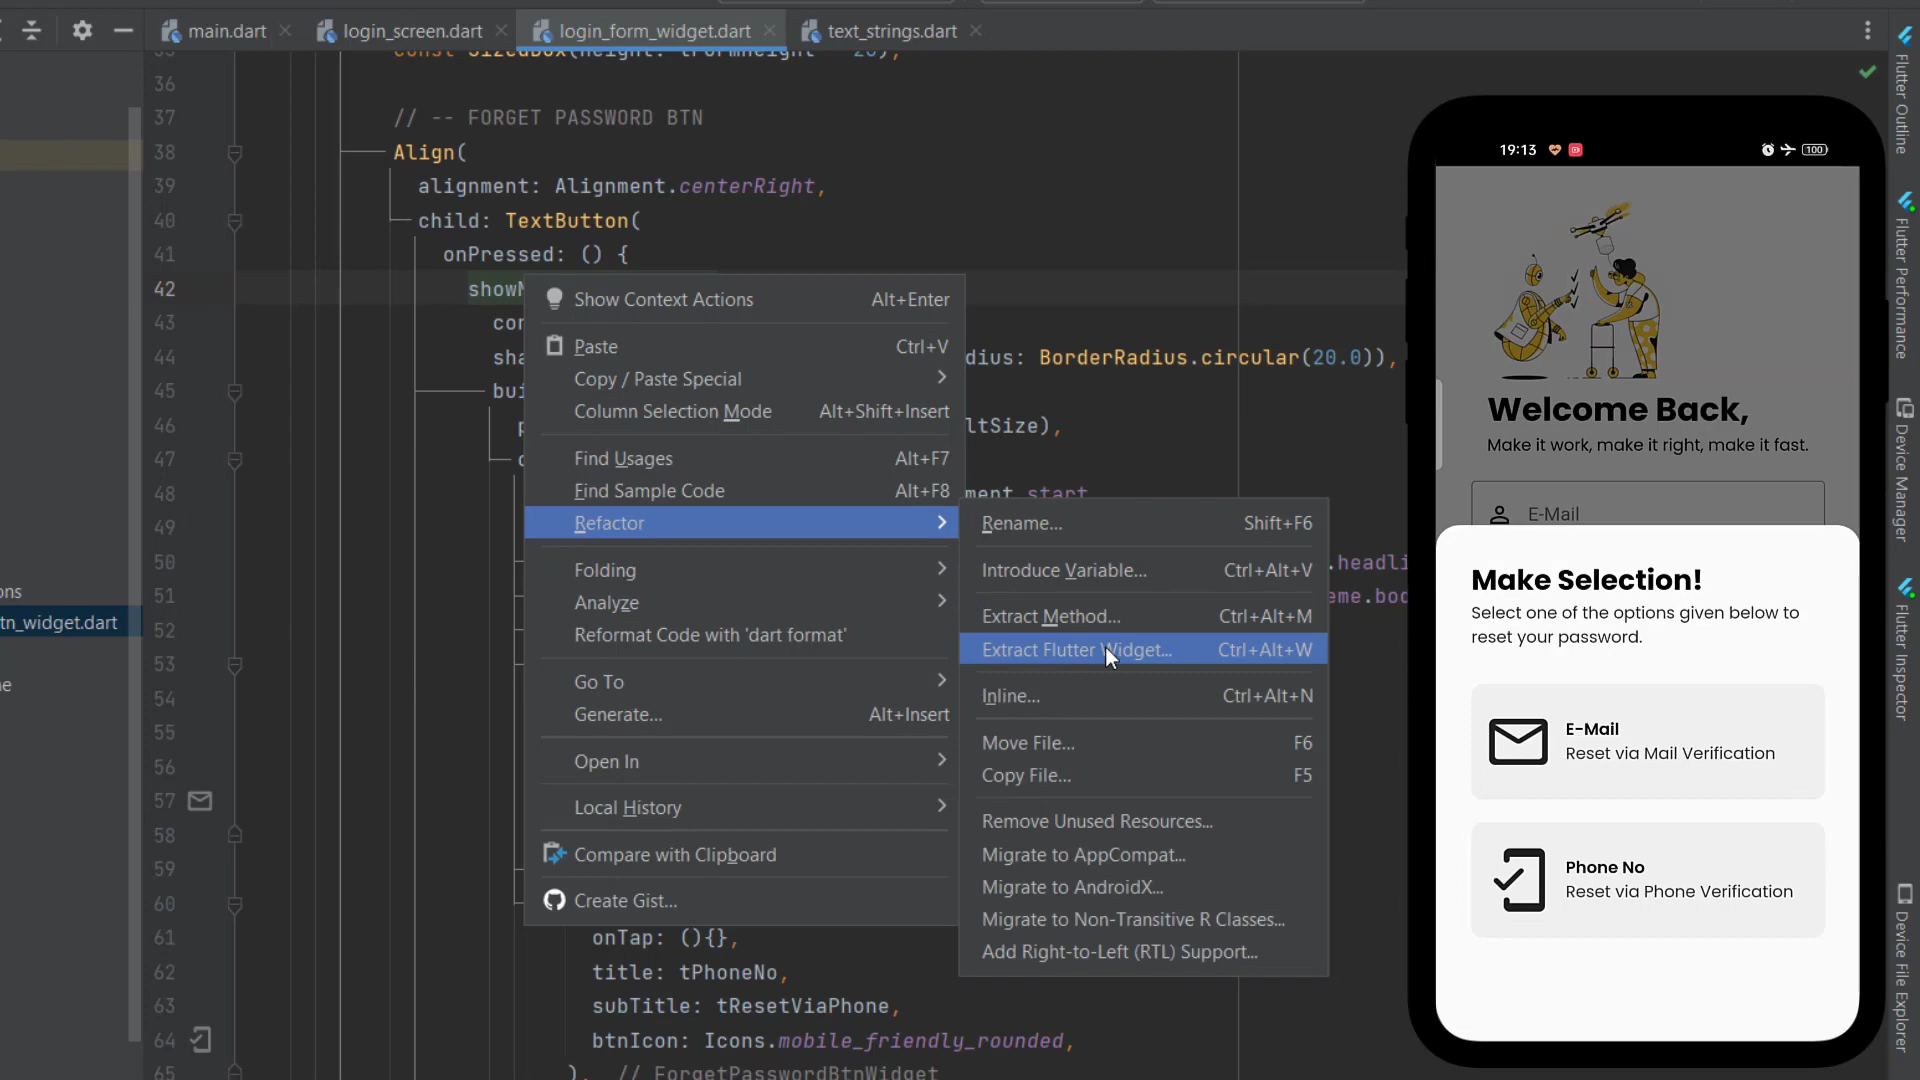 main.dart
login_screen.dart
login_form_widget.dart
text_strings.dart
36
37 // -- FORGET PASSWORD BTN
38 Align(
39 alignment: Alignment.centerRight,
40 child: TextButton(
41 onPressed: () {
42 show
43 con
44 sha dius: BorderRadius.circular(20.0)),
45 bui
46 p ltSize),
47
48 ment.start
49
50 .headli
51 eme.bod
52
53
54
55
56
57
58
59
60
61 onTap: (){},
62 title: tPhoneNo,
63 subTitle: tResetViaPhone,
64 btnIcon: Icons.mobile_friendly_rounded,
65 ), // ForgetPasswordBtnWidget
ons
tn_widget.dart
ne
Show Context Actions Alt+Enter
Paste Ctrl+V
Copy / Paste Special
Column Selection Mode Alt+Shift+Insert
Find Usages Alt+F7
Find Sample Code Alt+F8
Refactor
Folding
Analyze
Reformat Code with 'dart format'
Go To
Generate... Alt+Insert
Open In
Local History
Compare with Clipboard
Create Gist...
Rename... Shift+F6
Introduce Variable... Ctrl+Alt+V
Extract Method... Ctrl+Alt+M
Extract Flutter Widget... Ctrl+Alt+W
Inline... Ctrl+Alt+N
Move File... F6
Copy File... F5
Remove Unused Resources...
Migrate to AppCompat...
Migrate to AndroidX...
Migrate to Non-Transitive R Classes...
Add Right-to-Left (RTL) Support...
19:13
100
Welcome Back,
Make it work, make it right, make it fast.
E-Mail
Make Selection!
Select one of the options given below to
reset your password.
E-Mail
Reset via Mail Verification
Phone No
Reset via Phone Verification
Flutter Outline
Flutter Performance
Device Manager
Flutter Inspector
Device File Explorer